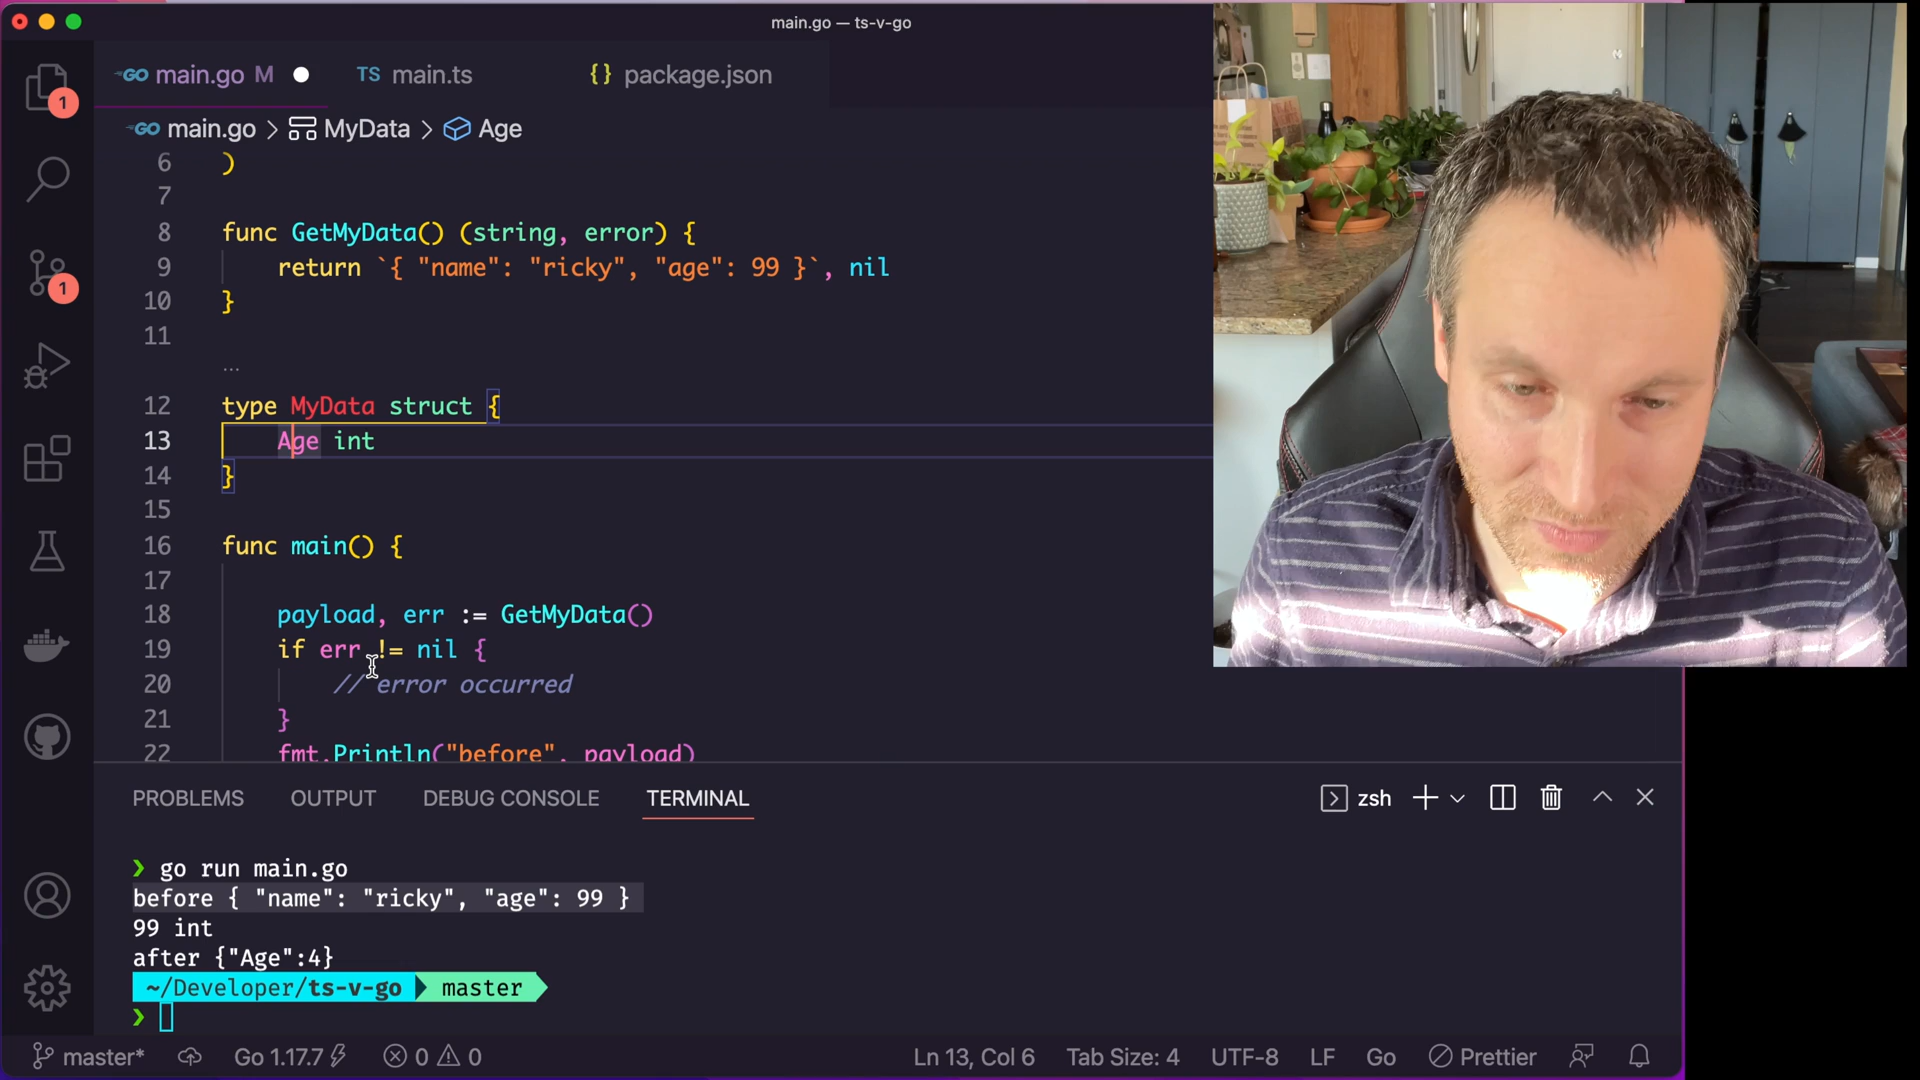 main.go — ts-v-go
GO main.go M
TS main.ts
{} package.json
GO main.go > MyData > Age
6 )
7
8 func GetMyData() (string, error) {
9 return `{ "name": "ricky", "age": 99 }`, nil
10 }
11
...
12 type MyData struct {
13 Age int
14 }
15
16 func main() {
17
18 payload, err := GetMyData()
19 if err != nil {
20 // error occurred
21 }
22 fmt.Println("before", payload)
1
1
PROBLEMS OUTPUT DEBUG CONSOLE TERMINAL
zsh
❯ go run main.go
before { "name": "ricky", "age": 99 }
99 int
after {"Age":4}
~/Developer/ts-v-go master
❯
master* Go 1.17.7 0 0 Ln 13, Col 6 Tab Size: 4 UTF-8 LF Go Prettier